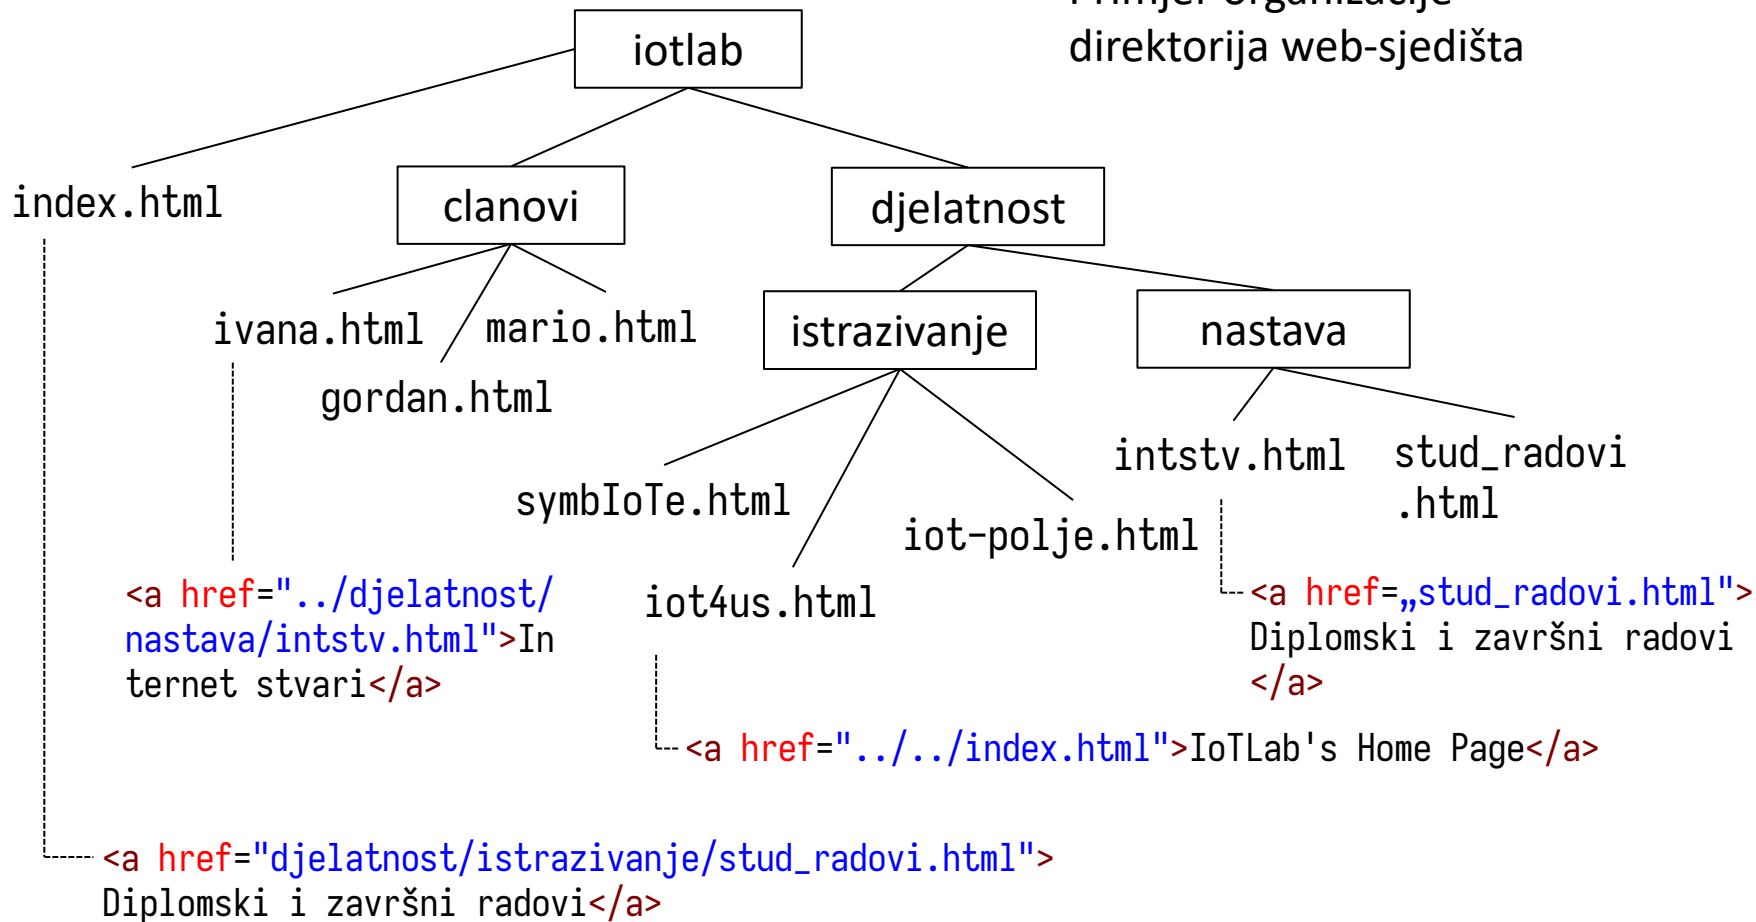 direktorija web-sjedišta
iotlab
index.html
clanovi
djelatnost
ivana.html
mario.html
gordan.html
istrazivanje
nastava
symbIoTe.html
iot4us.html
iot-polje.html
intstv.html
stud_radovi
.html
<a href="../djelatnost/
nastava/intstv.html">In
ternet stvari</a>
<a href=„stud_radovi.html">
Diplomski i završni radovi
</a>
<a href="../../index.html">IoTLab's Home Page</a>
<a href="djelatnost/istrazivanje/stud_radovi.html">
Diplomski i završni radovi</a>